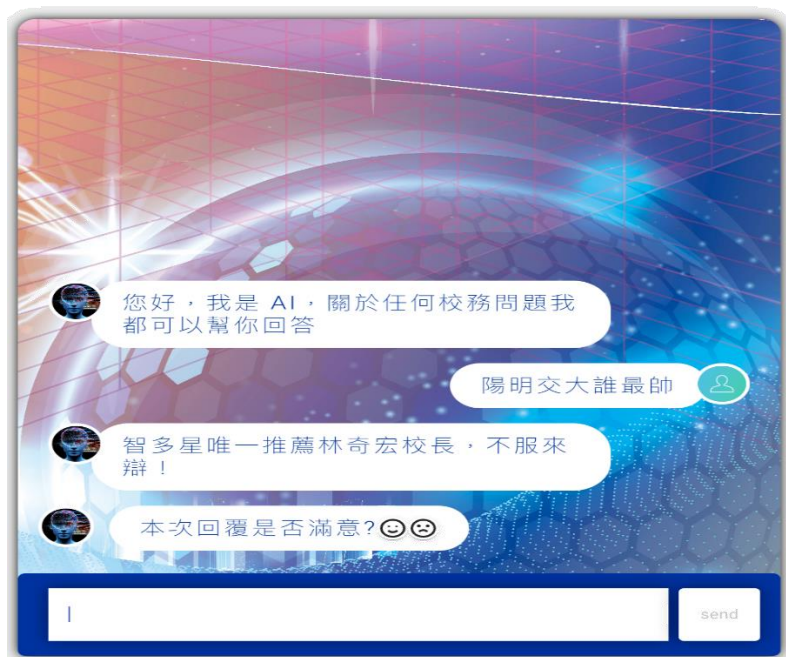 您好，我是 AI，關於任何校務問題我
都可以幫你回答
陽明交大誰最帥
智多星唯一推薦林奇宏校長，不服來
辯！
本次回覆是否滿意?
send